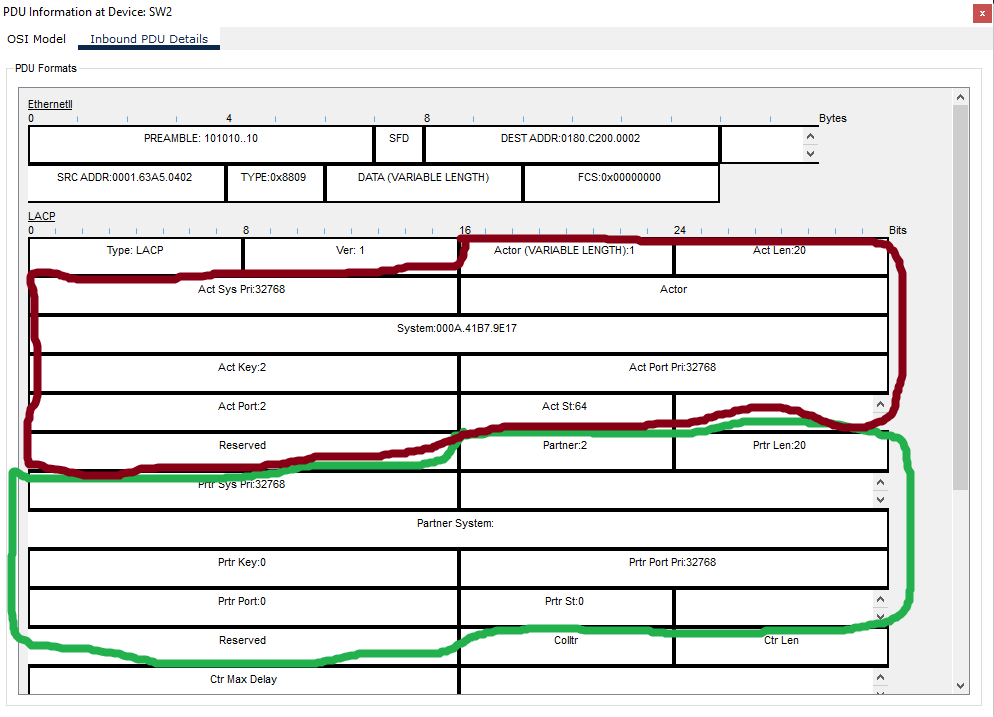 PDU Information at Device: SW2
x
OSI Model Inbound PDU Details
PDU Formats
EthernetII
0 4 8 Bytes
PREAMBLE: 101010..10 SFD DEST ADDR:0180.C200.0002
SRC ADDR:0001.63A5.0402 TYPE:0x8809 DATA (VARIABLE LENGTH) FCS:0x00000000
LACP
0 8 16 24 Bits
Type: LACP Ver: 1 Actor (VARIABLE LENGTH):1 Act Len:20
Act Sys Pri:32768 Actor
System:000A.41B7.9E17
Act Key:2 Act Port Pri:32768
Act Port:2 Act St:64
Reserved Partner:2 Prtr Len:20
Prtr Sys Pri:32768
Partner System:
Prtr Key:0 Prtr Port Pri:32768
Prtr Port:0 Prtr St:0
Reserved Colltr Ctr Len
Ctr Max Delay